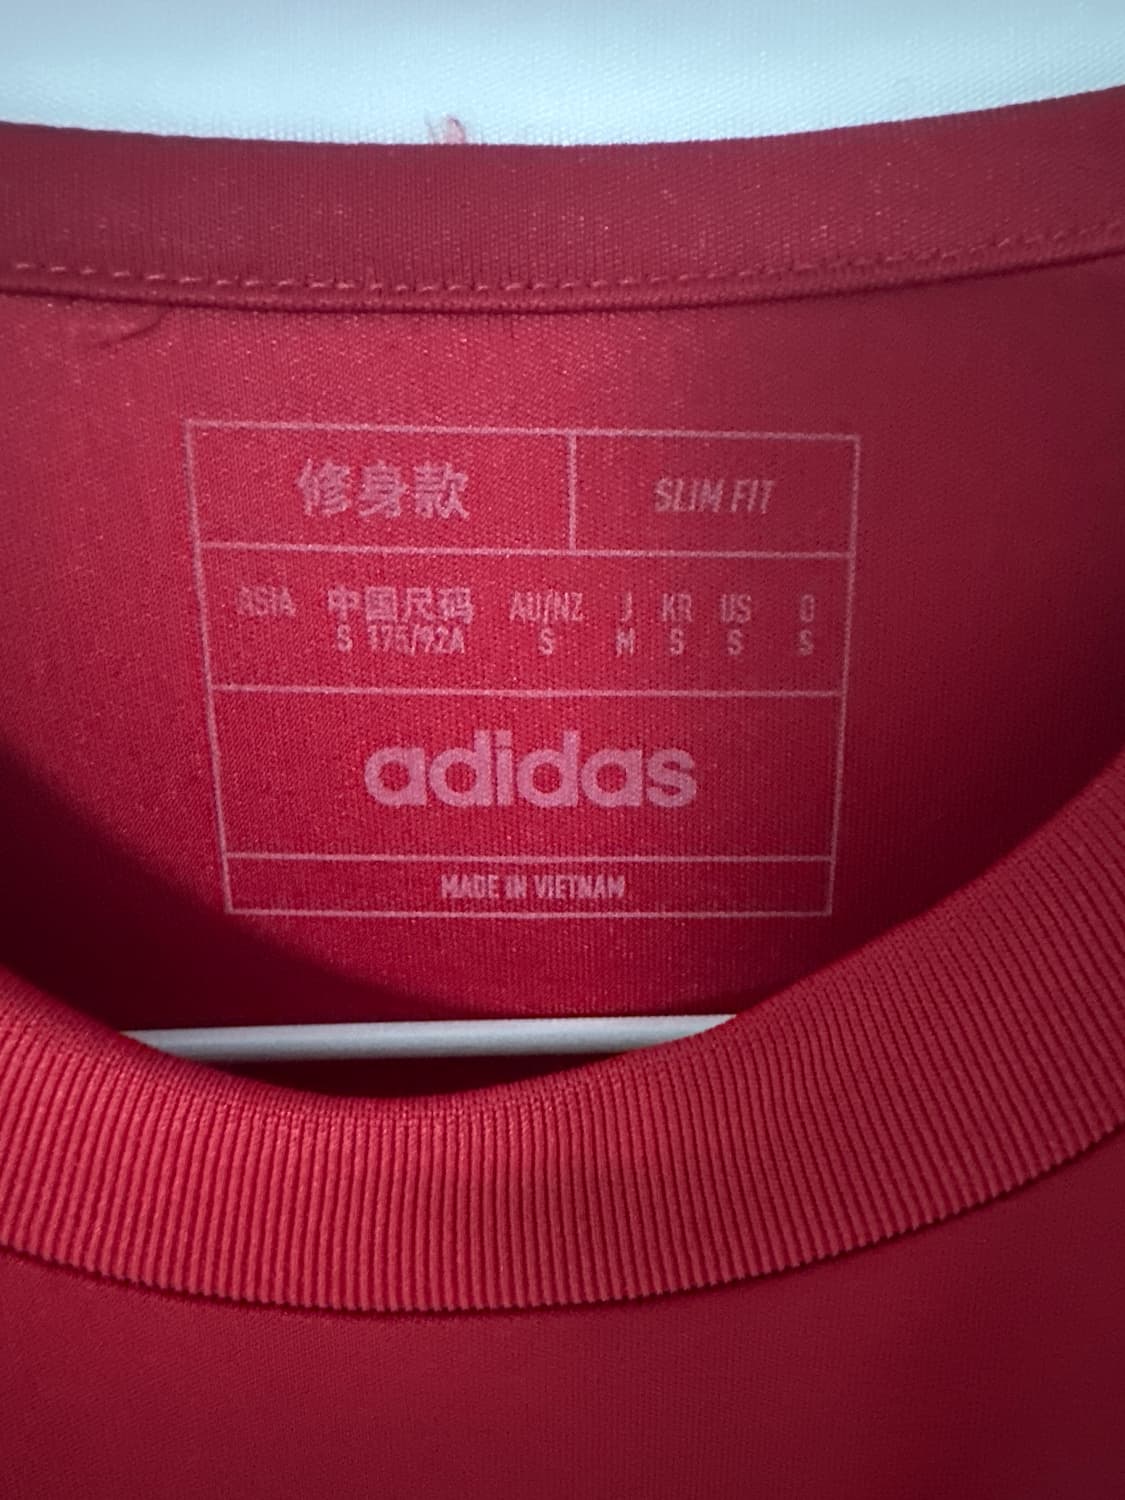 修身款 SLIM FIT
ASIA 中国尺码 AU/NZ J KR US D
S 175/92A S M S S S
adidas
MADE IN VIETNAM